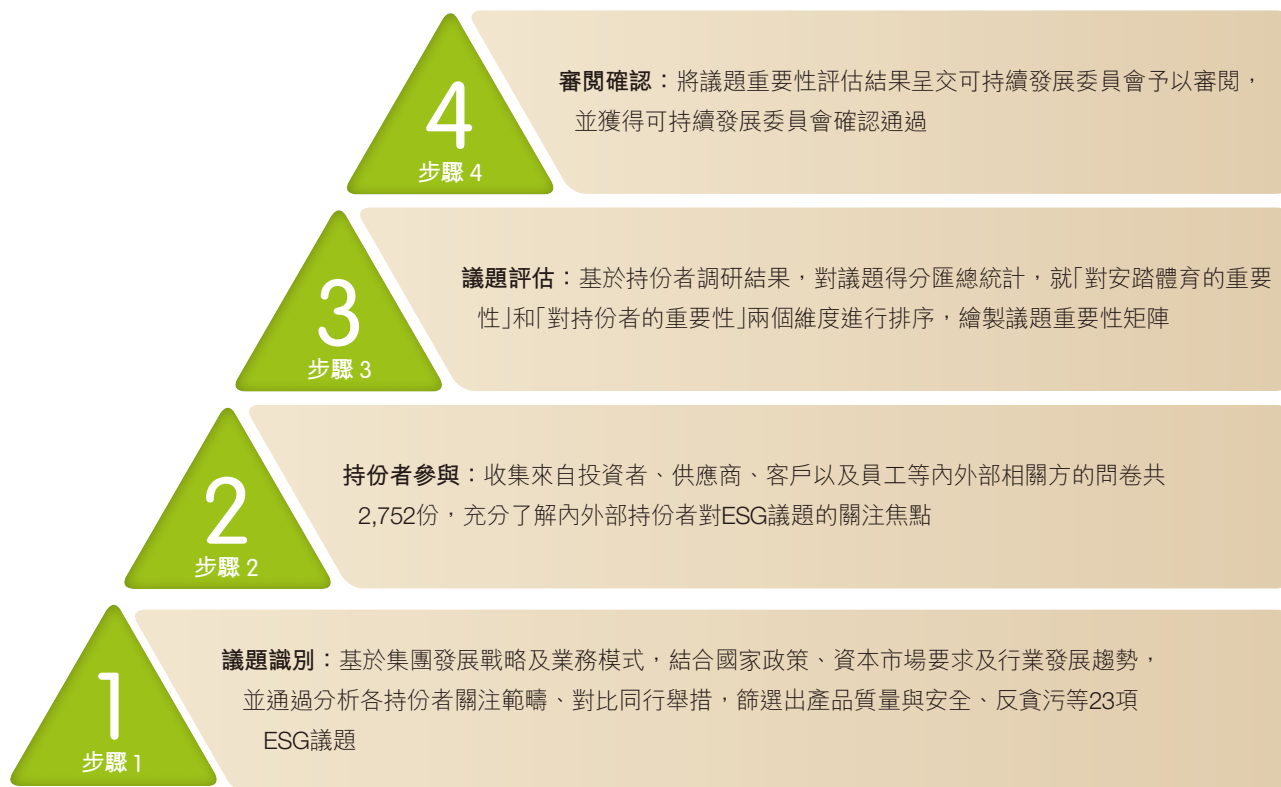 4
步驟 4
審閱確認：將議題重要性評估結果呈交可持續發展委員會予以審閱，
並獲得可持續發展委員會確認通過
3
步驟 3
議題評估：基於持份者調研結果，對議題得分匯總統計，就「對安踏體育的重要
性」和「對持份者的重要性」兩個維度進行排序，繪製議題重要性矩陣
2
步驟 2
持份者參與：收集來自投資者、供應商、客戶以及員工等內外部相關方的問卷共
2,752份，充分了解內外部持份者對ESG議題的關注焦點
1
步驟 1
議題識別：基於集團發展戰略及業務模式，結合國家政策、資本市場要求及行業發展趨勢，
並通過分析各持份者關注範疇、對比同行舉措，篩選出產品質量與安全、反貪污等23項
ESG議題